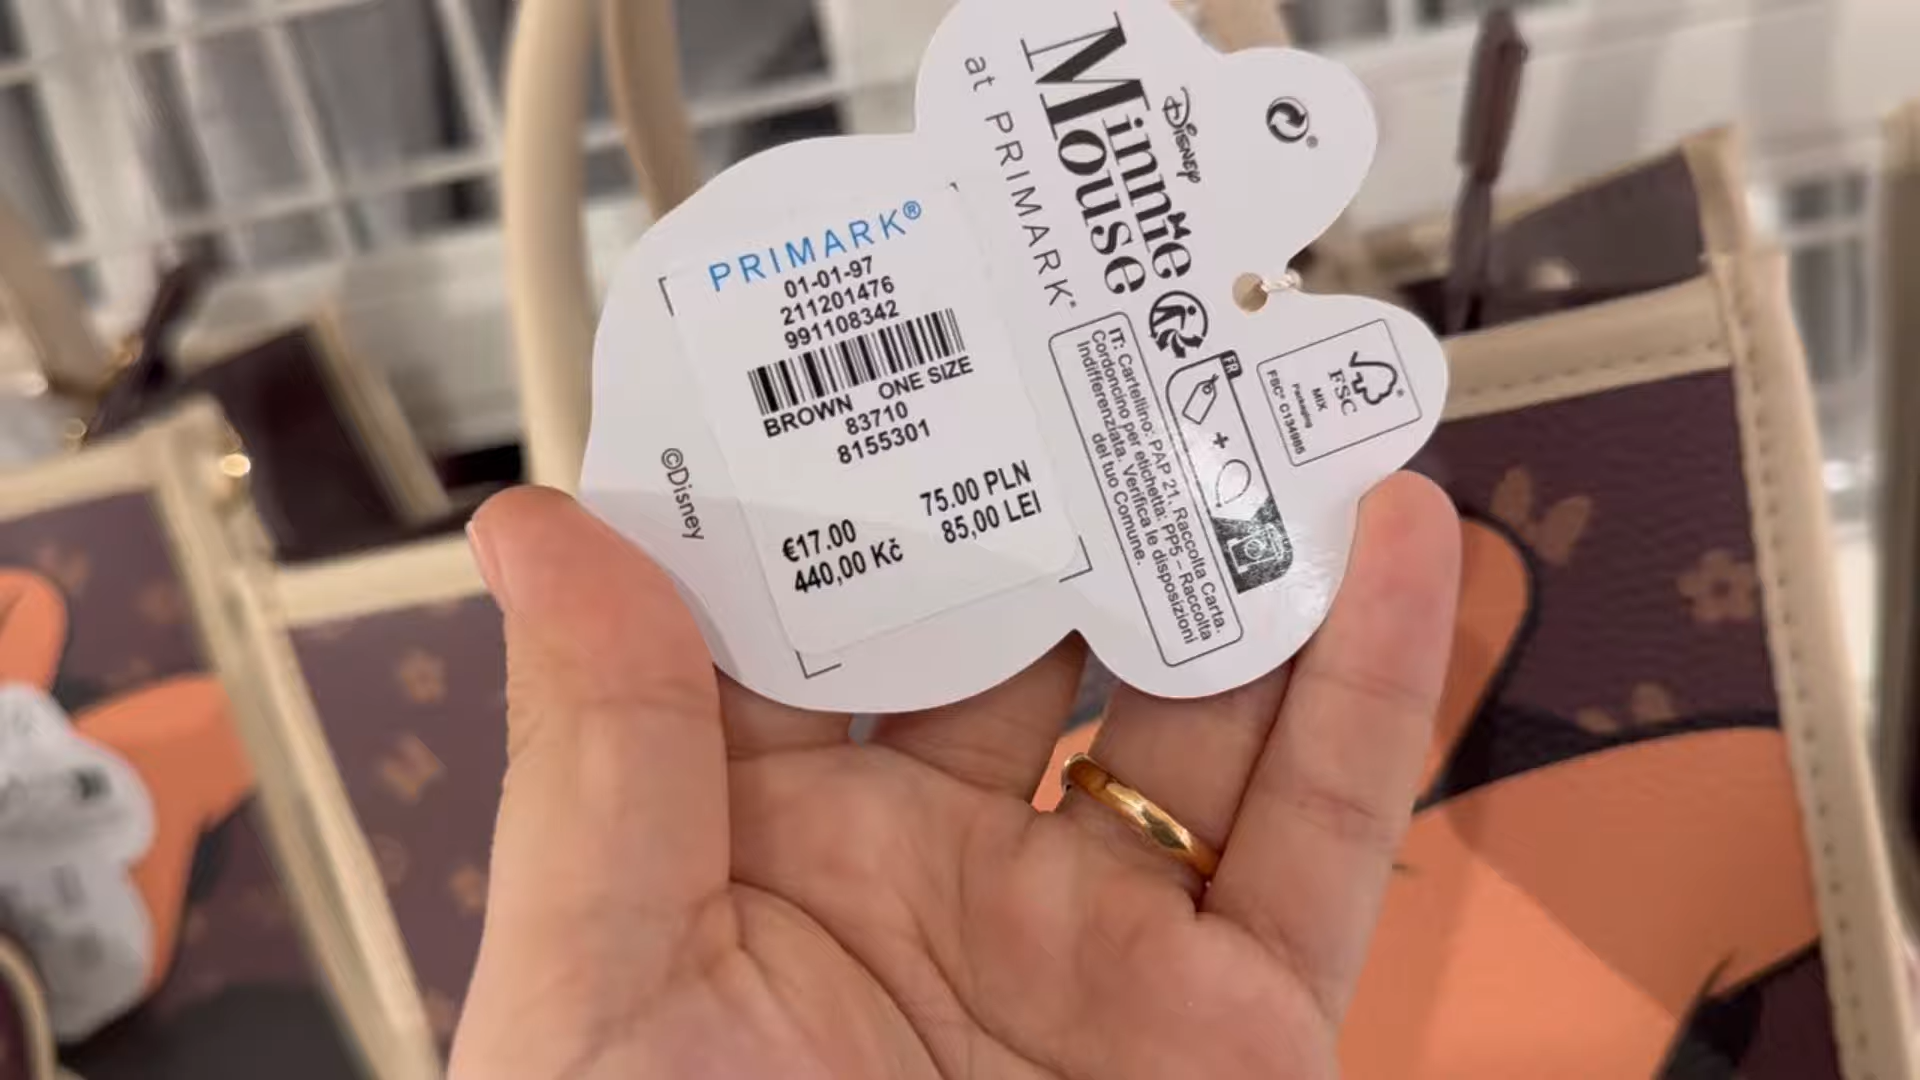 PRIMARK®
01-01-97
211201476
991108342
BROWN ONE SIZE
83710
8155301
75.00 PLN
85,00 LEI
€17.00
440,00 Kč
©Disney
Disney
Minnie
Mouse
at PRIMARK®
FR
+
IT: Cartellino: PAP 21. Raccolta Carta.
Cordoncino per etichetta: PP5 – Raccolta
Indifferenziata. Verifica le disposizioni
del tuo Comune.
FSC
MIX
Packaging
FSC® C134985